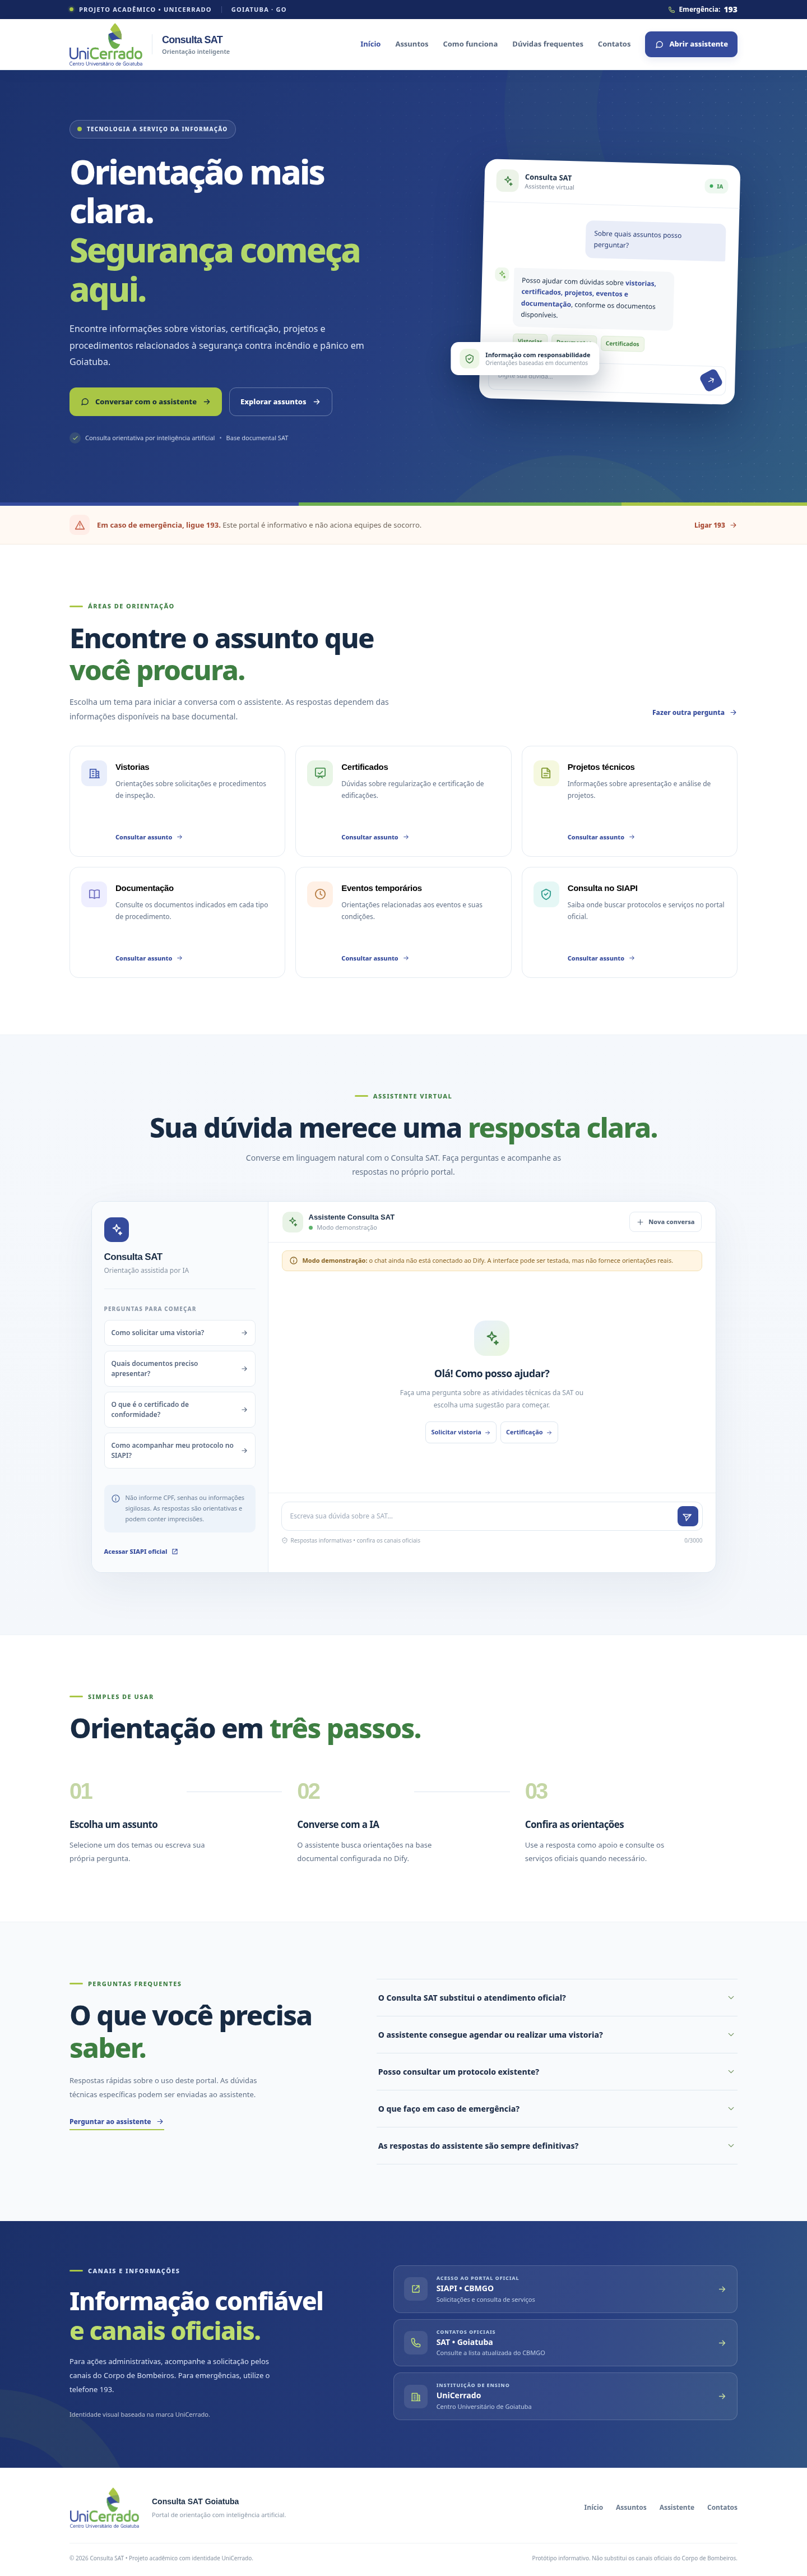 PROJETO ACADÊMICO • UNICERRADO
GOIATUBA · GO
Emergência: 193
UniCerrado
Centro Universitário de Goiatuba
Consulta SAT
Orientação inteligente
Início
Assuntos
Como funciona
Dúvidas frequentes
Contatos
Abrir assistente
TECNOLOGIA A SERVIÇO DA INFORMAÇÃO
Orientação mais
clara.
Segurança começa
aqui.
Encontre informações sobre vistorias, certificação, projetos e
procedimentos relacionados à segurança contra incêndio e pânico em
Goiatuba.
Conversar com o assistente
Explorar assuntos
Consulta orientativa por inteligência artificial • Base documental SAT
Consulta SAT
Assistente virtual
IA
Sobre quais assuntos posso
perguntar?
Posso ajudar com dúvidas sobre vistorias,
certificados, projetos, eventos e
documentação, conforme os documentos
disponíveis.
Certificados
Informação com responsabilidade
Orientações baseadas em documentos
Em caso de emergência, ligue 193. Este portal é informativo e não aciona equipes de socorro.
Ligar 193
ÁREAS DE ORIENTAÇÃO
Encontre o assunto que
você procura.
Escolha um tema para iniciar a conversa com o assistente. As respostas dependem das
informações disponíveis na base documental.
Fazer outra pergunta
Vistorias
Orientações sobre solicitações e procedimentos
de inspeção.
Consultar assunto
Certificados
Dúvidas sobre regularização e certificação de
edificações.
Consultar assunto
Projetos técnicos
Informações sobre apresentação e análise de
projetos.
Consultar assunto
Documentação
Consulte os documentos indicados em cada tipo
de procedimento.
Consultar assunto
Eventos temporários
Orientações relacionadas aos eventos e suas
condições.
Consultar assunto
Consulta no SIAPI
Saiba onde buscar protocolos e serviços no portal
oficial.
Consultar assunto
ASSISTENTE VIRTUAL
Sua dúvida merece uma resposta clara.
Converse em linguagem natural com o Consulta SAT. Faça perguntas e acompanhe as
respostas no próprio portal.
Consulta SAT
Orientação assistida por IA
PERGUNTAS PARA COMEÇAR
Como solicitar uma vistoria?
Quais documentos preciso
apresentar?
O que é o certificado de
conformidade?
Como acompanhar meu protocolo no
SIAPI?
Não informe CPF, senhas ou informações
sigilosas. As respostas são orientativas e
podem conter imprecisões.
Acessar SIAPI oficial
Assistente Consulta SAT
Modo demonstração
Nova conversa
Modo demonstração: o chat ainda não está conectado ao Dify. A interface pode ser testada, mas não fornece orientações reais.
Olá! Como posso ajudar?
Faça uma pergunta sobre as atividades técnicas da SAT ou
escolha uma sugestão para começar.
Solicitar vistoria
Certificação
Escreva sua dúvida sobre a SAT...
Respostas informativas • confira os canais oficiais
0/3000
SIMPLES DE USAR
Orientação em três passos.
01
Escolha um assunto
Selecione um dos temas ou escreva sua
própria pergunta.
02
Converse com a IA
O assistente busca orientações na base
documental configurada no Dify.
03
Confira as orientações
Use a resposta como apoio e consulte os
serviços oficiais quando necessário.
PERGUNTAS FREQUENTES
O que você precisa
saber.
Respostas rápidas sobre o uso deste portal. As dúvidas
técnicas específicas podem ser enviadas ao assistente.
Perguntar ao assistente
O Consulta SAT substitui o atendimento oficial?
O assistente consegue agendar ou realizar uma vistoria?
Posso consultar um protocolo existente?
O que faço em caso de emergência?
As respostas do assistente são sempre definitivas?
CANAIS E INFORMAÇÕES
Informação confiável
e canais oficiais.
Para ações administrativas, acompanhe a solicitação pelos
canais do Corpo de Bombeiros. Para emergências, utilize o
telefone 193.
Identidade visual baseada na marca UniCerrado.
ACESSO AO PORTAL OFICIAL
SIAPI • CBMGO
Solicitações e consulta de serviços
CONTATOS OFICIAIS
SAT • Goiatuba
Consulte a lista atualizada do CBMGO
INSTITUIÇÃO DE ENSINO
UniCerrado
Centro Universitário de Goiatuba
UniCerrado
Centro Universitário de Goiatuba
Consulta SAT Goiatuba
Portal de orientação com inteligência artificial.
Início
Assuntos
Assistente
Contatos
© 2026 Consulta SAT • Projeto acadêmico com identidade UniCerrado.
Protótipo informativo. Não substitui os canais oficiais do Corpo de Bombeiros.